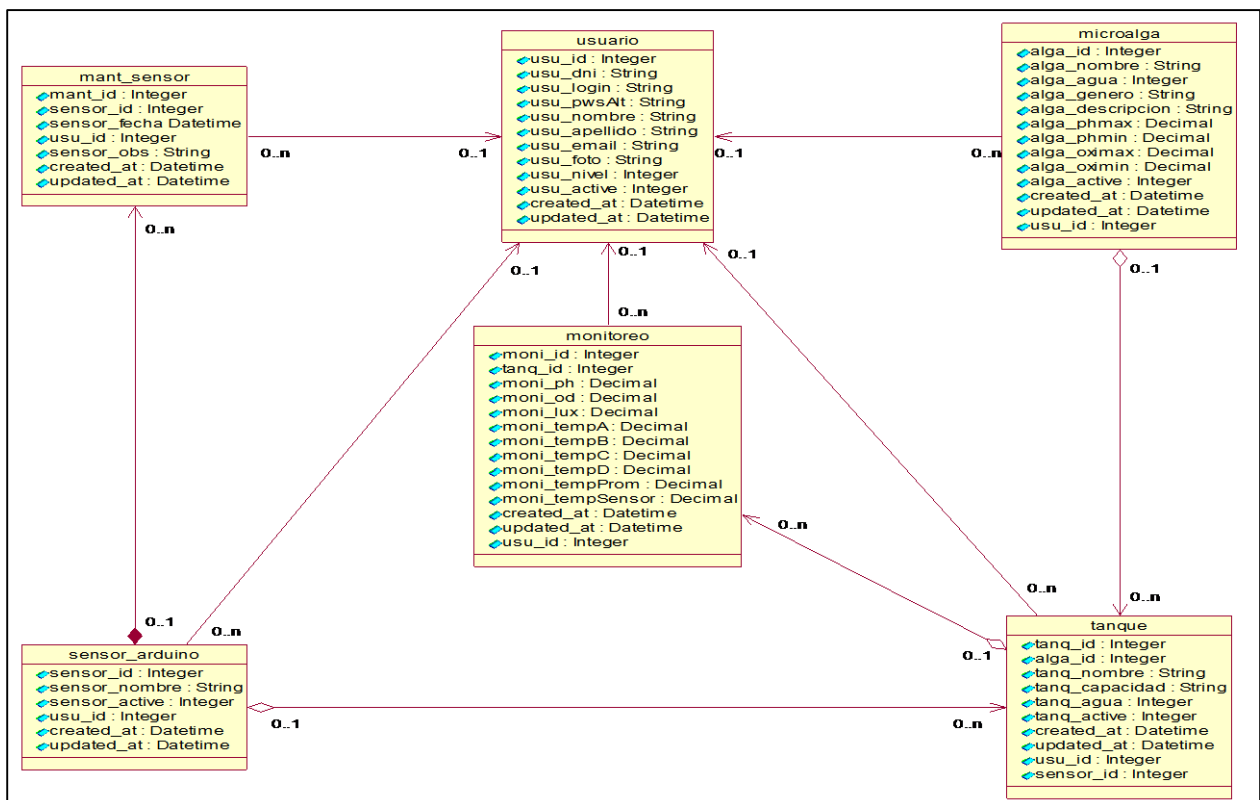 usuario
usu_id : Integer
usu_dni : String
usu_login : String
usu_pwsAlt : String
usu_nombre : String
usu_apellido : String
usu_email : String
usu_foto : String
usu_nivel : Integer
usu_active : Integer
created_at : Datetime
updated_at : Datetime
microalga
alga_id : Integer
alga_nombre : String
alga_agua : Integer
alga_genero : String
alga_descripcion : String
alga_phmax : Decimal
alga_phmin : Decimal
alga_oximax : Decimal
alga_oximin : Decimal
alga_active : Integer
created_at : Datetime
updated_at : Datetime
usu_id : Integer
mant_sensor
mant_id : Integer
sensor_id : Integer
sensor_fecha Datetime
usu_id : Integer
sensor_obs : String
created_at : Datetime
updated_at : Datetime
0..n
0..1
0..1
0..n
0..n
0..1
0..1
0..1
0..1
0..n
monitoreo
moni_id : Integer
tanq_id : Integer
moni_ph : Decimal
moni_od : Decimal
moni_lux : Decimal
moni_tempA : Decimal
moni_tempB : Decimal
moni_tempC : Decimal
moni_tempD : Decimal
moni_tempProm : Decimal
moni_tempSensor : Decimal
created_at : Datetime
updated_at : Datetime
usu_id : Integer
0..n
0..n
0..n
0..1
0..n
0..1
sensor_arduino
sensor_id : Integer
sensor_nombre : String
sensor_active : Integer
usu_id : Integer
created_at : Datetime
updated_at : Datetime
0..1
0..n
tanque
tanq_id : Integer
alga_id : Integer
tanq_nombre : String
tanq_capacidad : String
tanq_agua : Integer
tanq_active : Integer
created_at : Datetime
updated_at : Datetime
usu_id : Integer
sensor_id : Integer